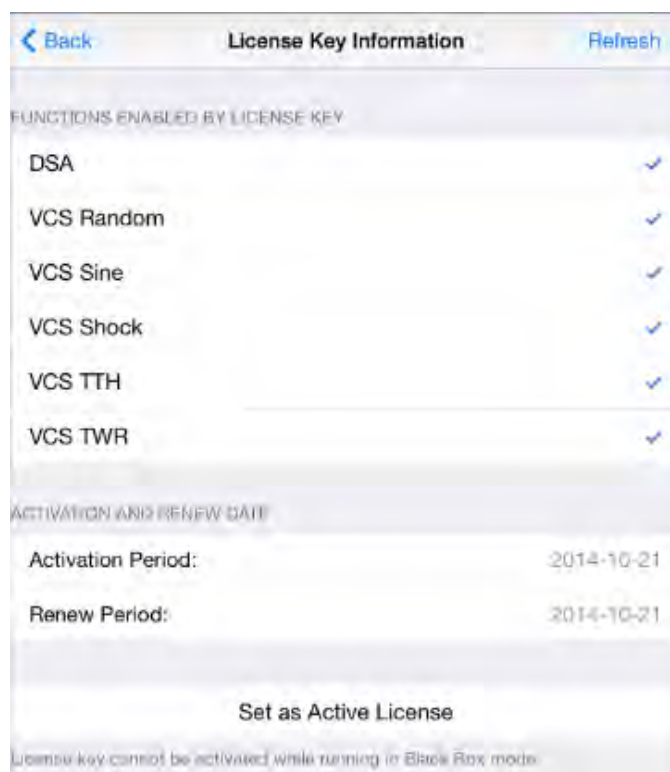 Back License Key Information Refresh
FUNCTIONS ENABLED BY LICENSE KEY
DSA
VCS Random
VCS Sine
VCS Shock
VCS TTH
VCS TWR
ACTIVATION AND RENEW DATE
Activation Period: 2014-10-21
Renew Period: 2014-10-21
Set as Active License
License key cannot be activated while running in Black Box mode